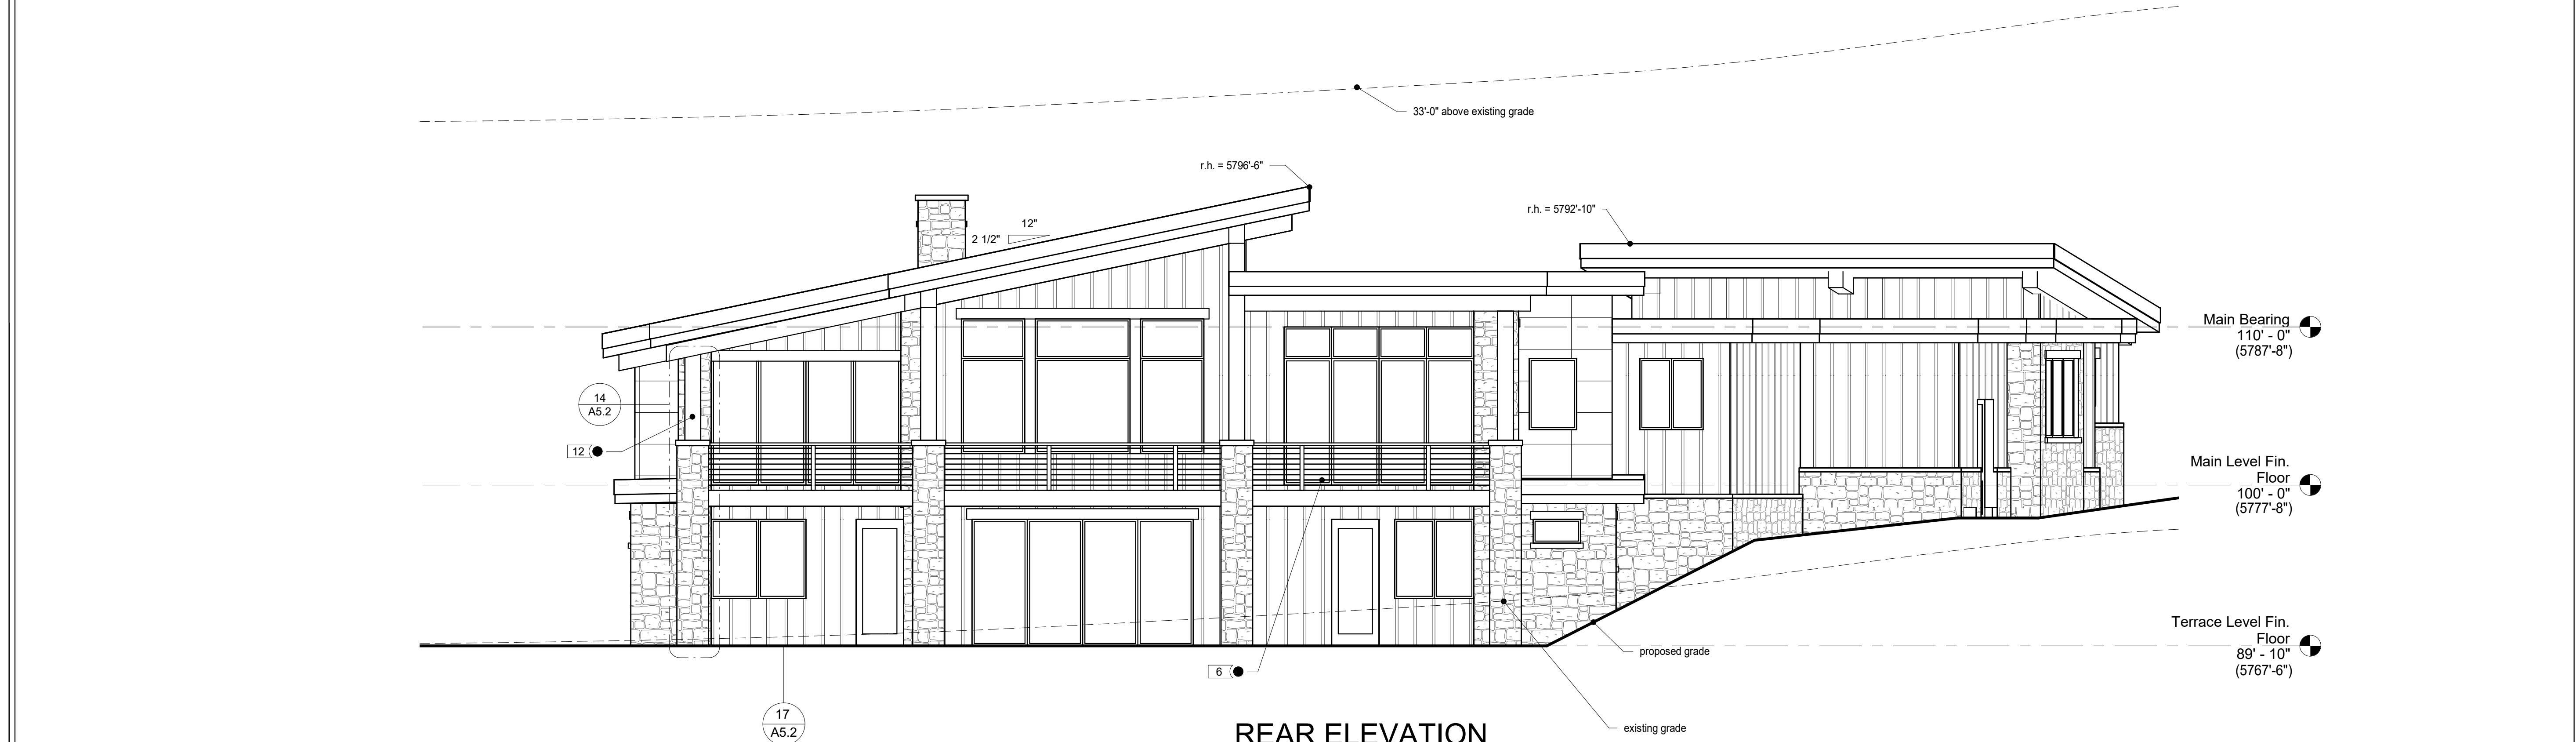 33'-0" above existing grade
r.h. = 5796'-6"
r.h. = 5792'-10"
12"
2 1/2"
Main Bearing
110' - 0"
(5787'-8")
14
A5.2
12
Main Level Fin.
Floor
100' - 0"
(5777'-8")
Terrace Level Fin.
Floor
89' - 10"
(5767'-6")
proposed grade
6
17
A5.2
existing grade
REAR ELEVATION